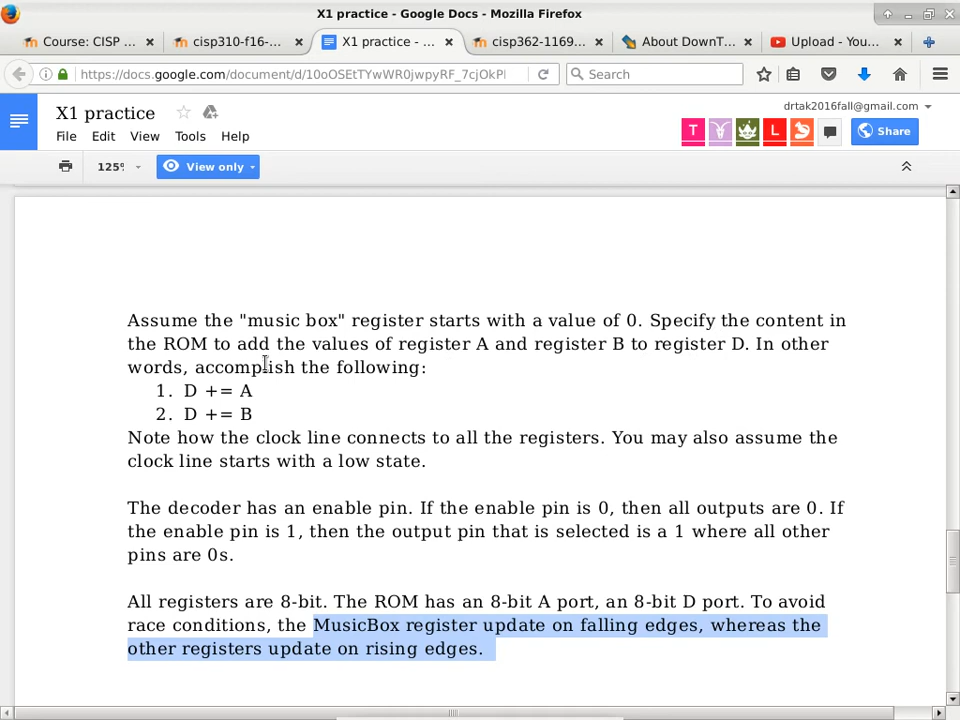 X1 practice - Google Docs - Mozilla Firefox
Course: CISP ...
cisp310-f16-...
X1 practice - ...
cisp362-1169...
About DownT...
Upload - You...
https://docs.google.com/document/d/10oOSEtTYwWR0jwpyRF_7cjOkPl
Search
X1 practice
drtak2016fall@gmail.com
File Edit View Tools Help
T L Share
125% View only
Assume the "music box" register starts with a value of 0. Specify the content in
the ROM to add the values of register A and register B to register D. In other
words, accomplish the following:
1. D += A
2. D += B
Note how the clock line connects to all the registers. You may also assume the
clock line starts with a low state.
The decoder has an enable pin. If the enable pin is 0, then all outputs are 0. If
the enable pin is 1, then the output pin that is selected is a 1 where all other
pins are 0s.
All registers are 8-bit. The ROM has an 8-bit A port, an 8-bit D port. To avoid
race conditions, the MusicBox register update on falling edges, whereas the
other registers update on rising edges.